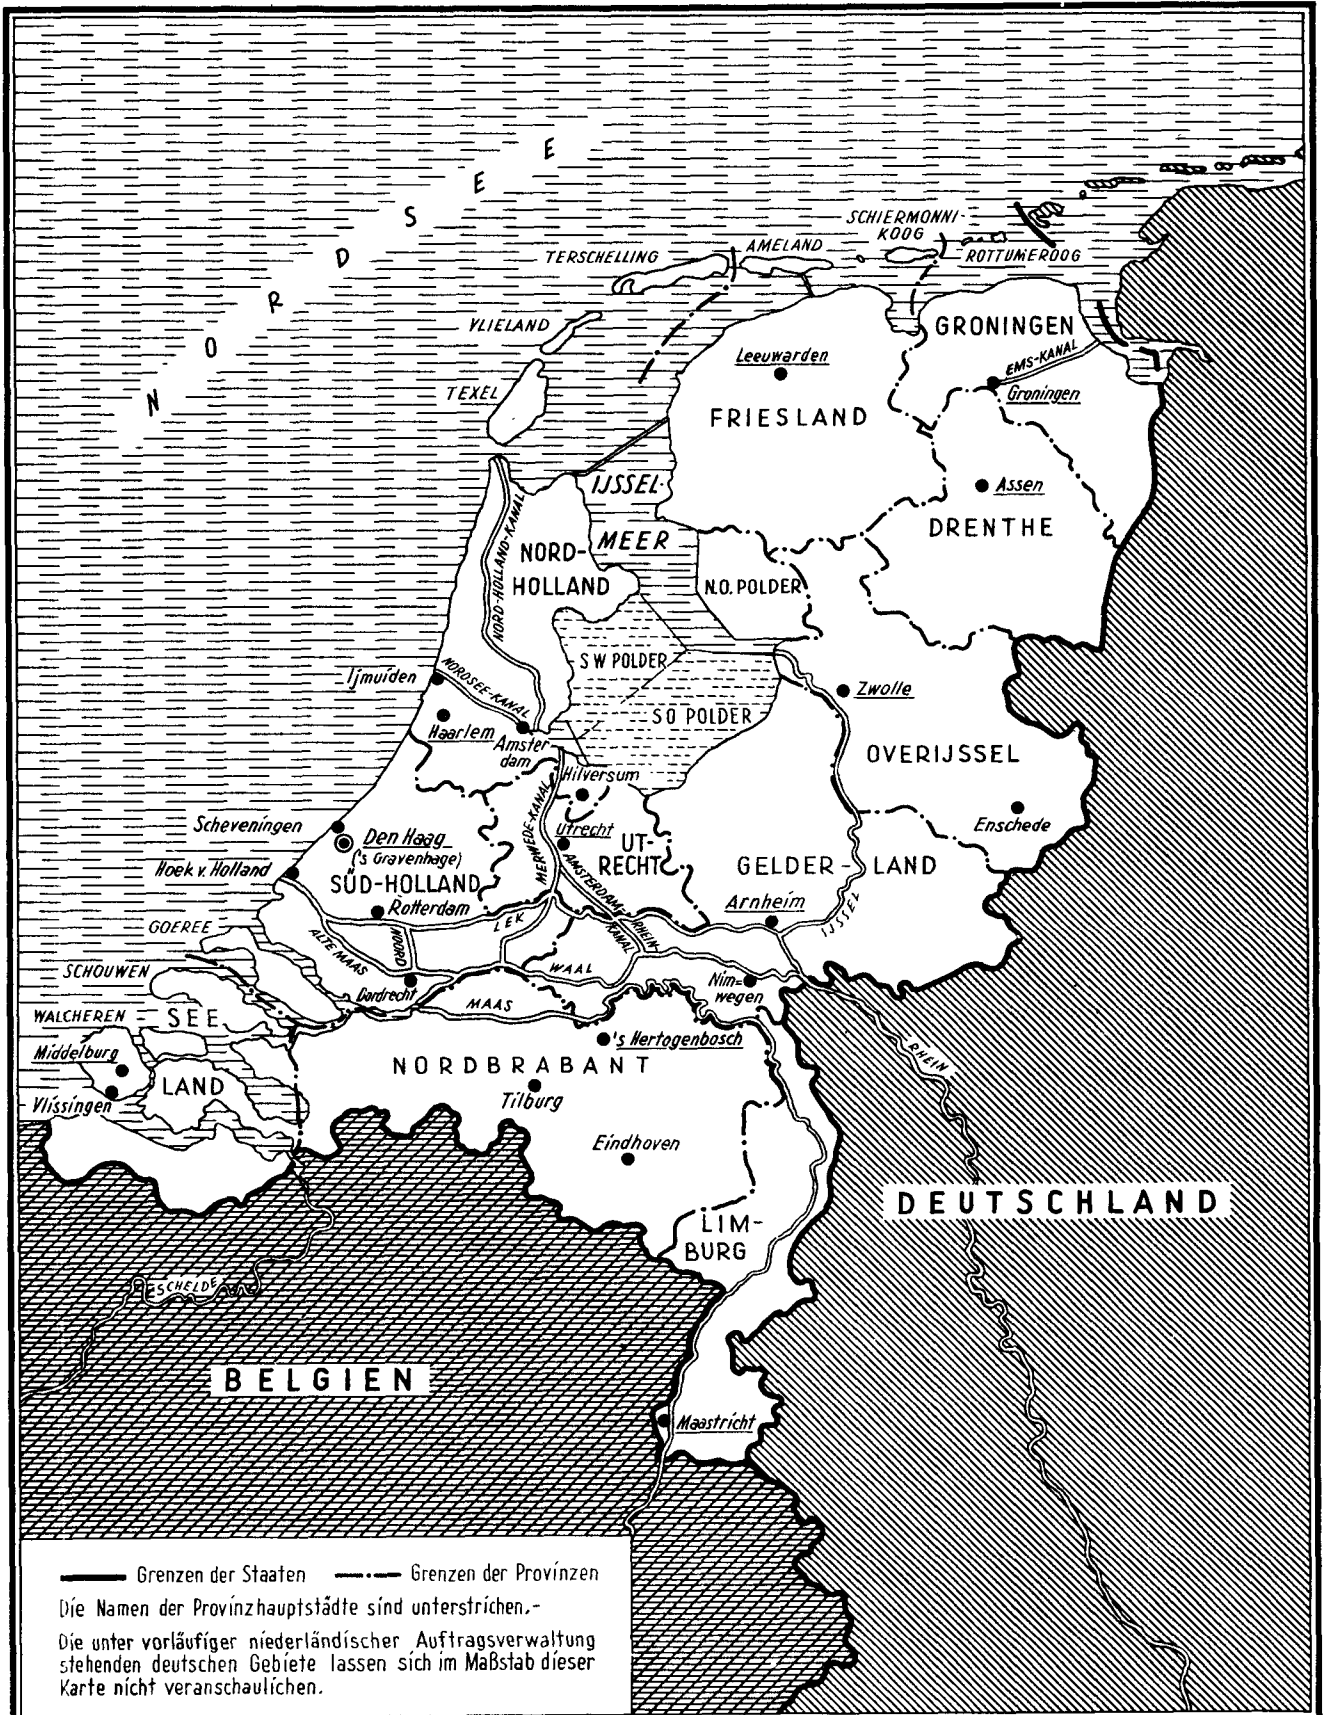 NORDSEE
SCHIERMONNI-
KOOG
AMELAND
TERSCHELLING
ROTTUMEROOG
VLIELAND
GRONINGEN
EMS-KANAL
Leeuwarden
TEXEL
Groningen
FRIESLAND
IJSSEL-
MEER
Assen
DRENTHE
NORD-HOLLAND-KANAL
NORD-
HOLLAND
N.O. POLDER
S W POLDER
Ijmuiden
NORDSEE-KANAL
Zwolle
S O POLDER
Haarlem
Amster
dam
OVERIJSSEL
Hilversum
MERWEDE-KANAL
Enschede
Scheveningen
Den Haag
('s Gravenhage)
Utrecht
UT-
RECHT
GELDER-LAND
Hoek v. Holland
SÜD-HOLLAND
AMSTERDAM-
RHEIN
KANAL
Rotterdam
Arnheim
LEK
IJSSEL
GOEREE
ALTE MAAS
NOORD
SCHOUWEN
WAAL
Nim=
wegen
Dordrecht
MAAS
WALCHEREN
SEE
LAND
Middelburg
's Hertogenbosch
RHEIN
NORDBRABANT
Vlissingen
Tilburg
Eindhoven
DEUTSCHLAND
LIM-
BURG
SCHELDE
BELGIEN
Maastricht
Grenzen der Staaten
Grenzen der Provinzen
Die Namen der Provinzhauptstädte sind unterstrichen.-
Die unter vorläufiger niederländischer Auftragsverwaltung
stehenden deutschen Gebiete lassen sich im Maßstab dieser
Karte nicht veranschaulichen.